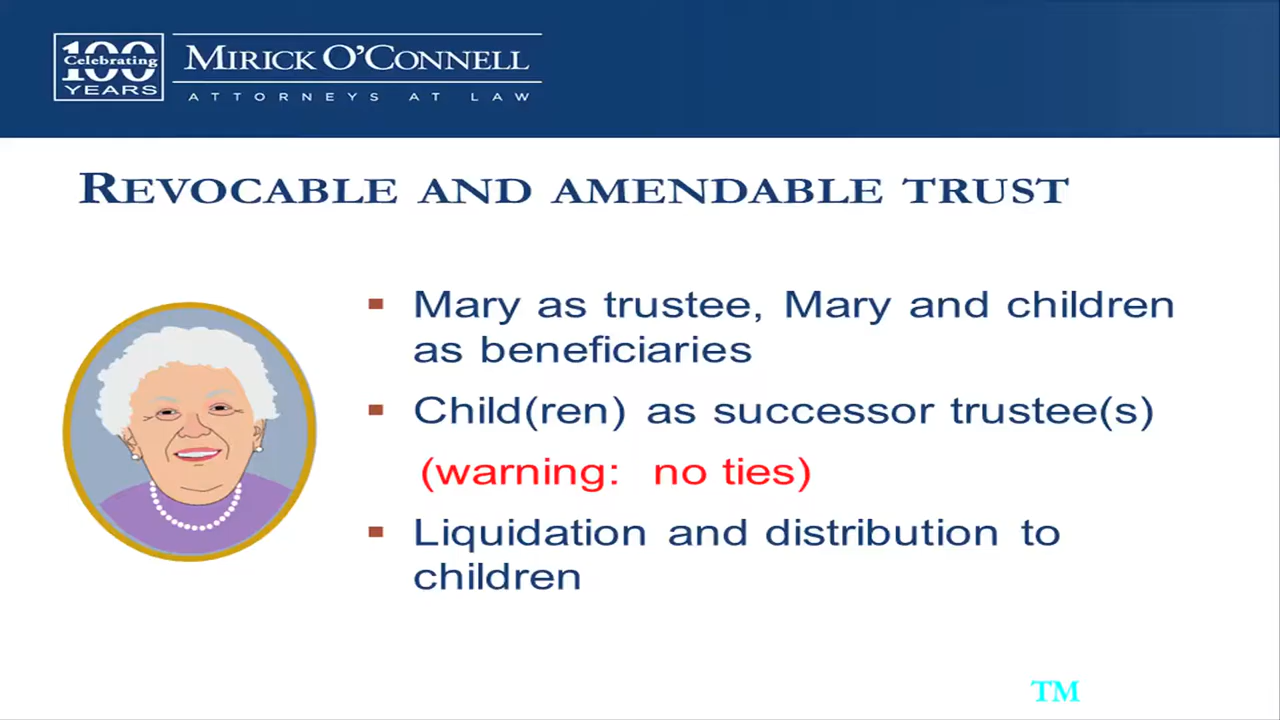 100
Celebrating
YEARS
MIRICK O'CONNELL
ATTORNEYS AT LAW
REVOCABLE AND AMENDABLE TRUST
Mary as trustee, Mary and children
as beneficiaries
Child(ren) as successor trustee(s)
(warning: no ties)
Liquidation and distribution to
children
TM